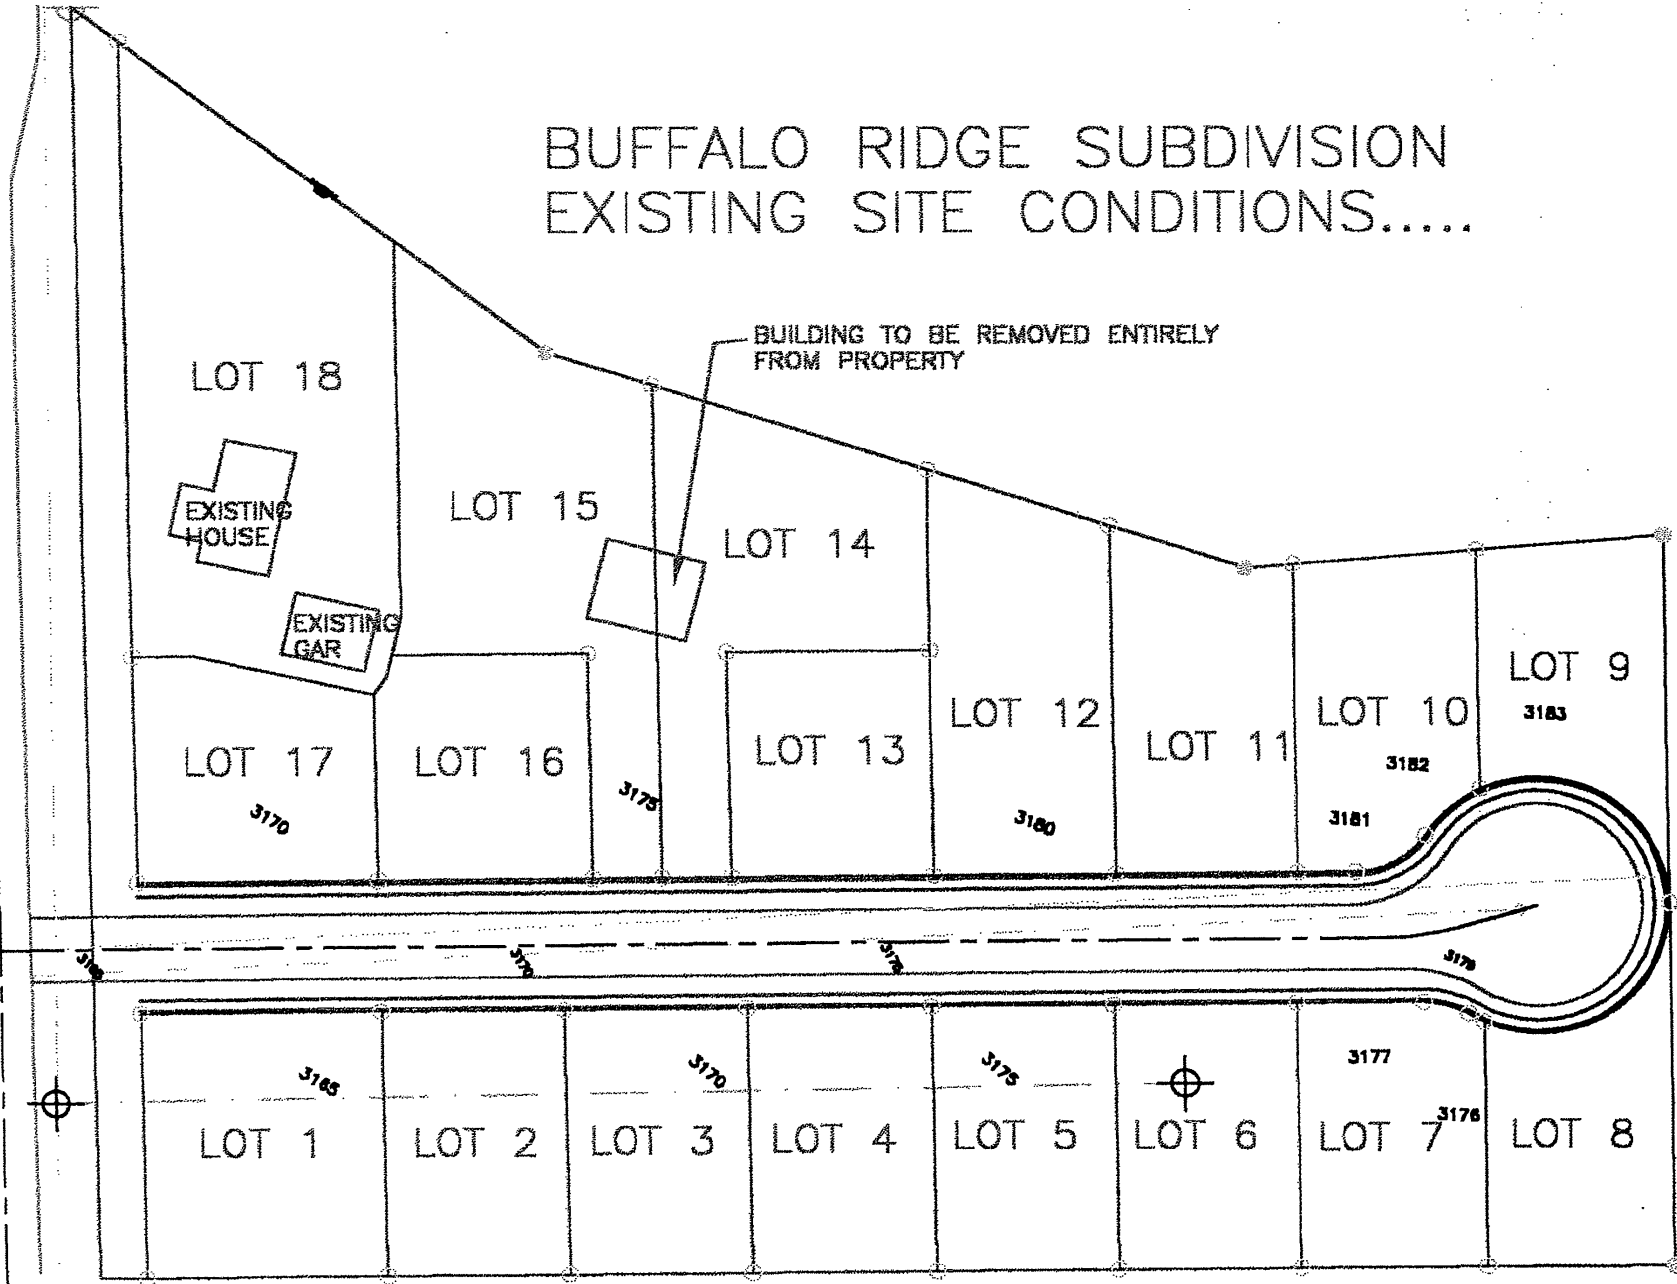 BUFFALO RIDGE SUBDIVISION
EXISTING SITE CONDITIONS.....
BUILDING TO BE REMOVED ENTIRELY
FROM PROPERTY
LOT 18
EXISTING
HOUSE
EXISTING
GAR
LOT 15
LOT 14
LOT 9
3183
LOT 12
LOT 10
LOT 11
3182
LOT 17
LOT 16
LOT 13
3170
3175
3180
3181
3170
3175
3179
3165
3170
3175
3177
3176
LOT 1
LOT 2
LOT 3
LOT 4
LOT 5
LOT 6
LOT 7
LOT 8